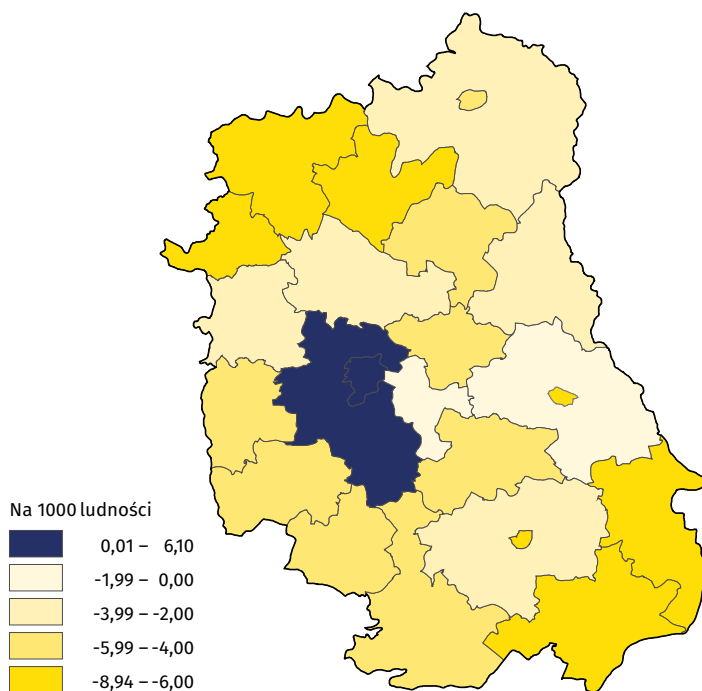 Na 1000 ludności
0,01 – 6,10
-1,99 – 0,00
-3,99 – -2,00
-5,99 – -4,00
-8,94 – -6,00